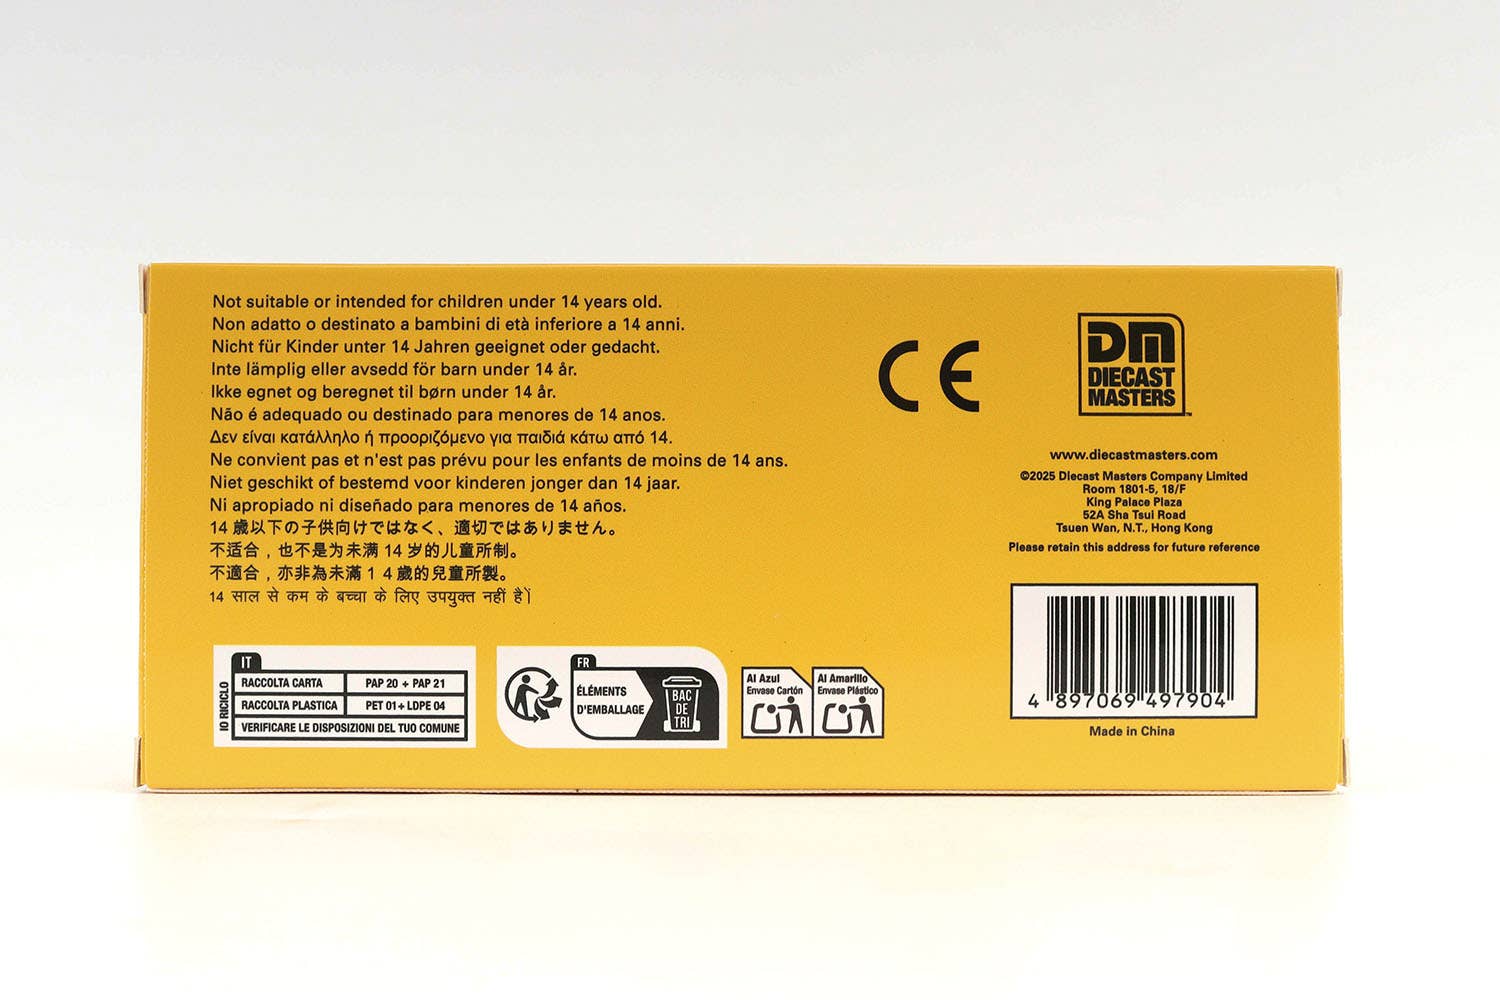 Not suitable or intended for children under 14 years old.
Non adatto o destinato a bambini di età inferiore a 14 anni.
Nicht für Kinder unter 14 Jahren geeignet oder gedacht.
Inte lämplig eller avsedd för barn under 14 år.
Ikke egnet og beregnet til børn under 14 år.
Não é adequado ou destinado para menores de 14 anos.
Δεν είναι κατάλληλο ή προοριζόμενο για παιδιά κάτω από 14.
Ne convient pas et n'est pas prévu pour les enfants de moins de 14 ans.
Niet geschikt of bestemd voor kinderen jonger dan 14 jaar.
Ni apropiado ni diseñado para menores de 14 años.
14 歳以下の子供向けではなく、適切ではありません。
不适合，也不是为未满 14 岁的儿童所制。
不適合，亦非為未滿 1 4 歲的兒童所製。
14 साल से कम के बच्चा के लिए उपयुक्त नहीं है।
IO RICICLO
IT
RACCOLTA CARTA PAP 20 + PAP 21
RACCOLTA PLASTICA PET 01 + LDPE 04
VERIFICARE LE DISPOSIZIONI DEL TUO COMUNE
FR
ÉLÉMENTS
D'EMBALLAGE
BAC
DE
TRI
Al Azul
Envase Cartón
Al Amarillo
Envase Plástico
CE
DM
DIECAST
MASTERS
™
www.diecastmasters.com
©2025 Diecast Masters Company Limited
Room 1801-5, 18/F
King Palace Plaza
52A Sha Tsui Road
Tsuen Wan, N.T., Hong Kong
Please retain this address for future reference
4 897069 497904
Made in China